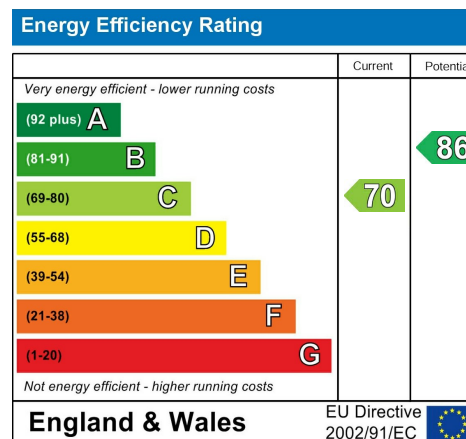 Energy Efficiency Rating
Current Potentia
Very energy efficient - lower running costs
(92 plus) A
(81-91) B
86
(69-80) C
70
(55-68) D
(39-54) E
(21-38) F
(1-20) G
Not energy efficient - higher running costs
England & Wales
EU Directive
2002/91/EC